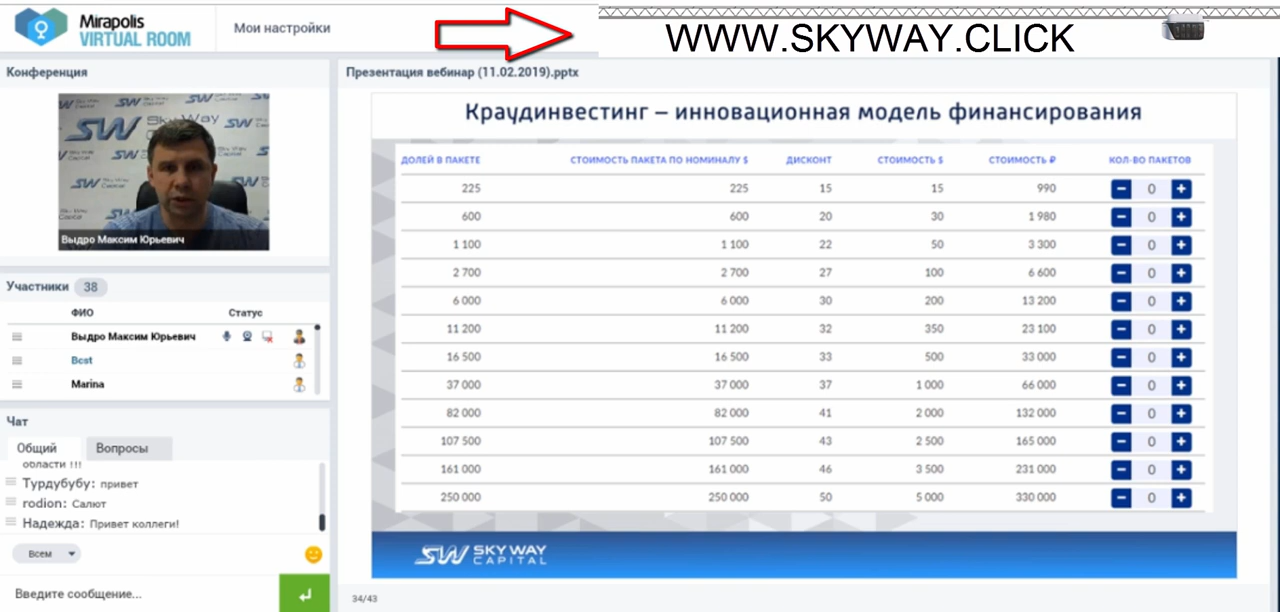 Mirapolis
VIRTUAL ROOM
Мои настройки
WWW.SKYWAY.CLICK
Конференция
Выдро Максим Юрьевич
Участники 38
ФИО Статус
Выдро Максим Юрьевич
Bcst
Marina
Чат
Общий Вопросы
области !!!
Турдубубу: привет
rodion: Салют
Надежда: Привет коллеги!
Всем
Введите сообщение...
Презентация вебинар (11.02.2019).pptx
Краудинвестинг – инновационная модель финансирования
ДОЛЕЙ В ПАКЕТЕ СТОИМОСТЬ ПАКЕТА ПО НОМИНАЛУ $ ДИСКОНТ СТОИМОСТЬ $ СТОИМОСТЬ ₽ КОЛ-ВО ПАКЕТОВ
225 225 15 15 990 − 0 +
600 600 20 30 1 980 − 0 +
1 100 1 100 22 50 3 300 − 0 +
2 700 2 700 27 100 6 600 − 0 +
6 000 6 000 30 200 13 200 − 0 +
11 200 11 200 32 350 23 100 − 0 +
16 500 16 500 33 500 33 000 − 0 +
37 000 37 000 37 1 000 66 000 − 0 +
82 000 82 000 41 2 000 132 000 − 0 +
107 500 107 500 43 2 500 165 000 − 0 +
161 000 161 000 46 3 500 231 000 − 0 +
250 000 250 000 50 5 000 330 000 − 0 +
SW SKY WAY
CAPITAL
34/43